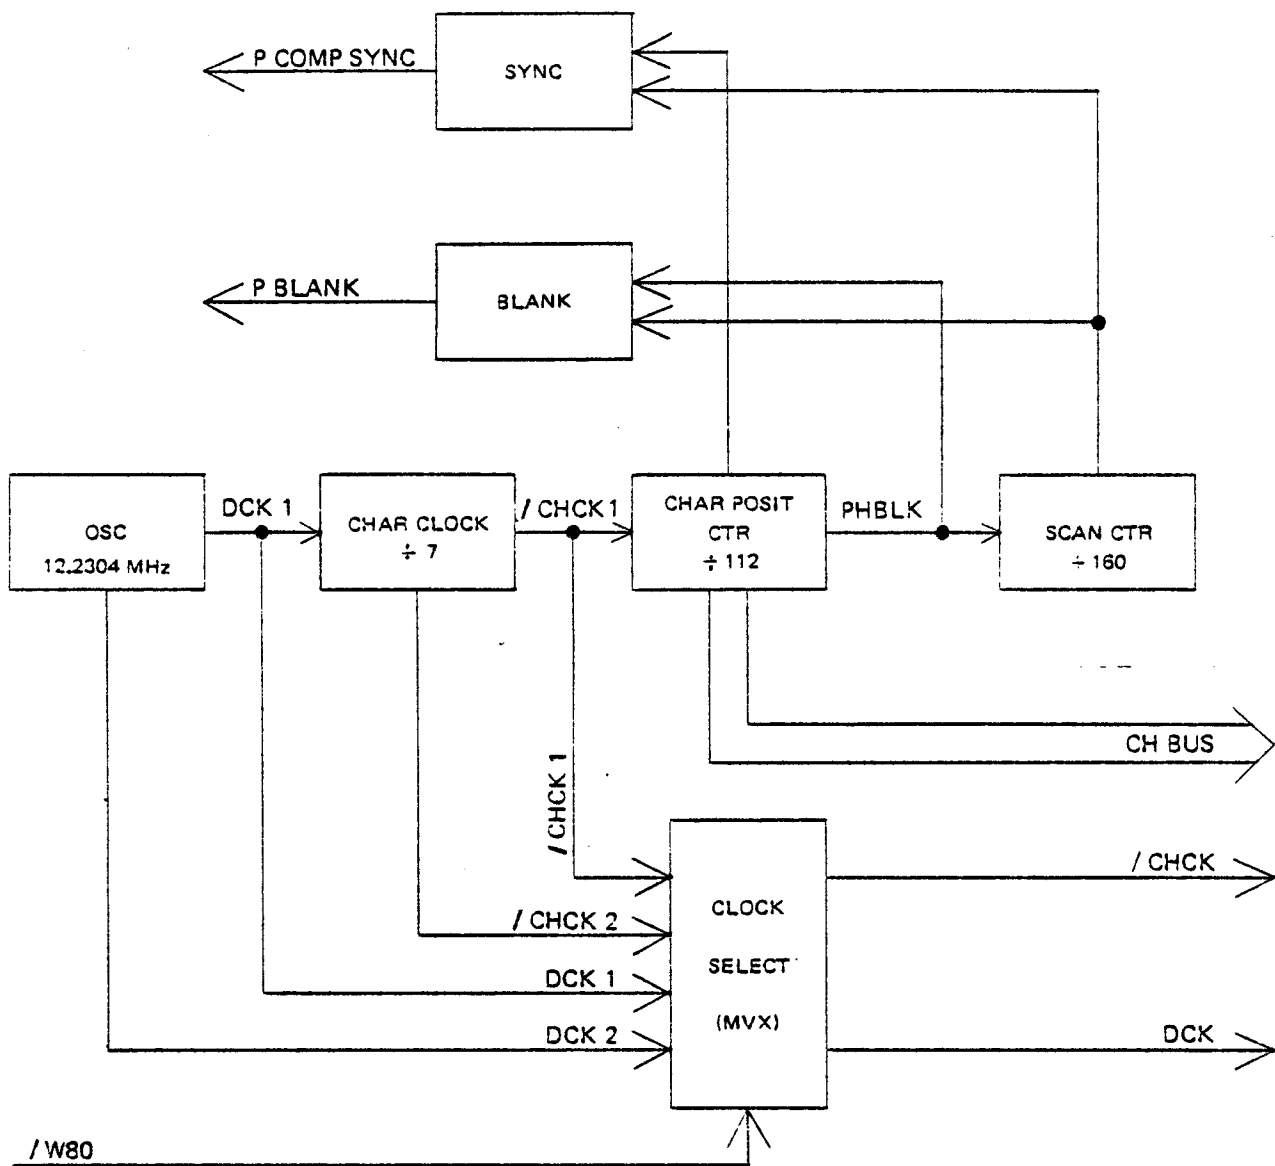 P COMP SYNC
SYNC
P BLANK
BLANK
OSC
12.2304 MHz
DCK 1
CHAR CLOCK
÷ 7
/ CHCK 1
CHAR POSIT
CTR
÷ 112
PHBLK
SCAN CTR
÷ 160
CH BUS
/ CHCK 1
/ CHCK 2
DCK 1
DCK 2
CLOCK
SELECT
(MVX)
/ CHCK
DCK
/ W80